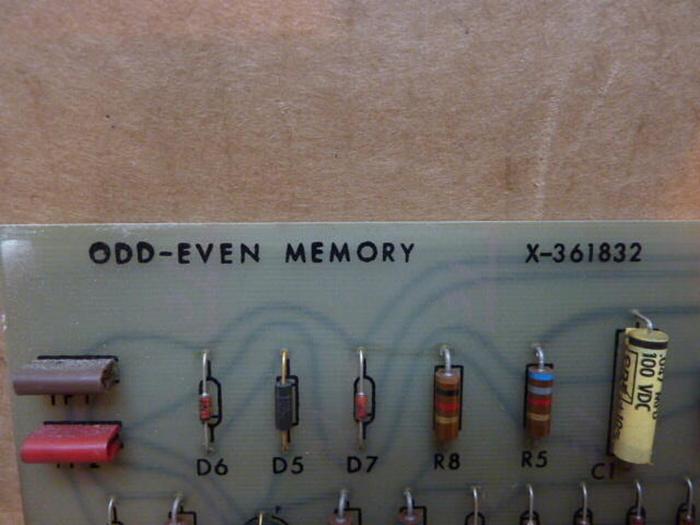 ODD-EVEN MEMORY X-361832
100 VDC
D6 D5 D7 R8 R5 C1